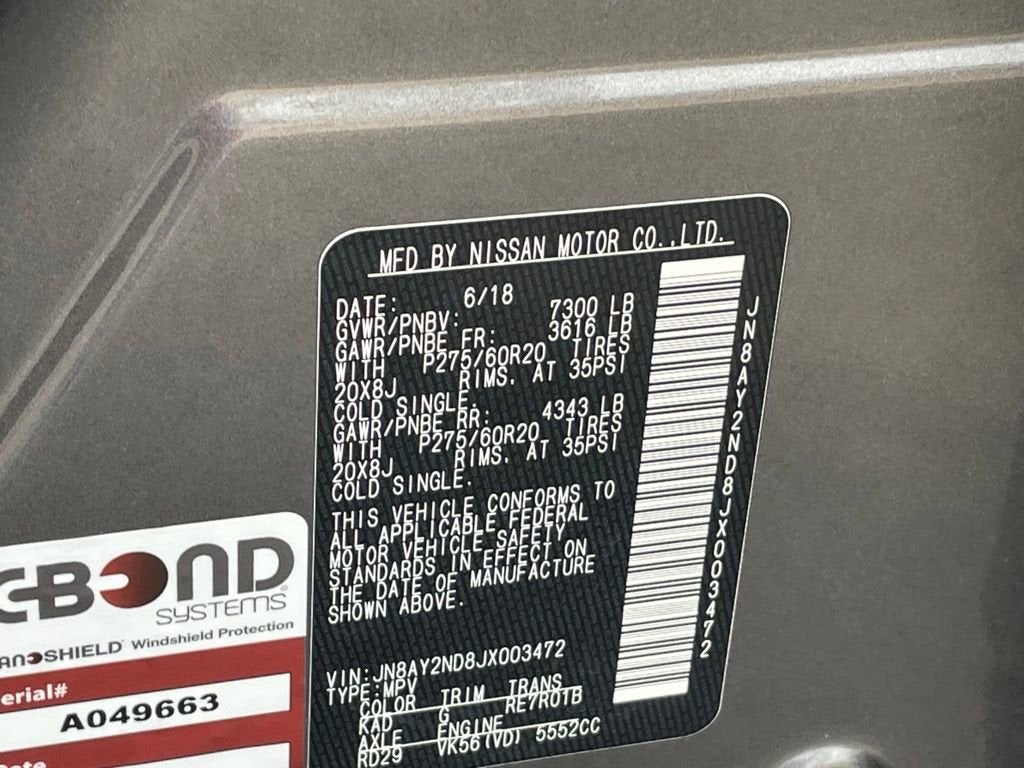 MFD BY NISSAN MOTOR CO.,LTD.
DATE: 6/18
GVWR/PNBV: 7300 LB
GAWR/PNBE FR: 3616 LB
WITH P275/60R20 TIRES
20X8J RIMS, AT 35PSI
COLD SINGLE.
GAWR/PNBE RR: 4343 LB
WITH P275/60R20 TIRES
20X8J RIMS, AT 35PSI
COLD SINGLE.
THIS VEHICLE CONFORMS TO
ALL APPLICABLE FEDERAL
MOTOR VEHICLE SAFETY
STANDARDS IN EFFECT ON
THE DATE OF MANUFACTURE
SHOWN ABOVE.
VIN:JN8AY2ND8JX003472
TYPE:MPV
COLOR TRIM TRANS
KAD G RE7R01B
AXLE ENGINE
RD29 VK56(VD) 5552CC
JN8AY2ND8JX003472
BOND
SYSTEMS
SHIELD Windshield Protection
erial#
A049663